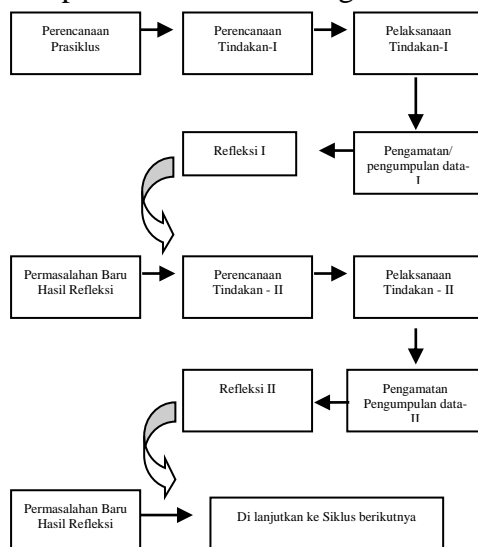 Perencanaan
Prasiklus
Perencanaan
Tindakan-I
Pelaksanaan
Tindakan-I
Refleksi I
Pengamatan/
pengumpulan data-
I
Permasalahan Baru
Hasil Refleksi
Perencanaan
Tindakan - II
Pelaksanaan
Tindakan - II
Refleksi II
Pengamatan
Pengumpulan data-
II
Permasalahan Baru
Hasil Refleksi
Di lanjutkan ke Siklus berikutnya